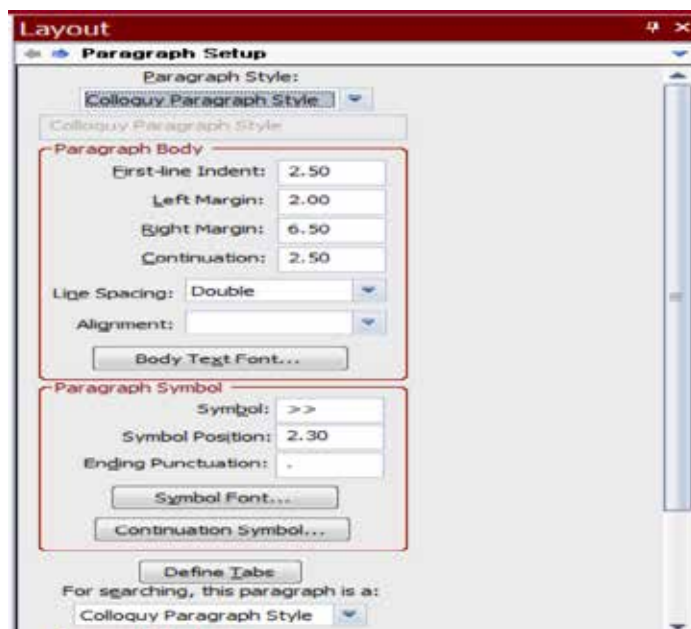 Layout
Paragraph Setup
Paragraph Style:
Colloquy Paragraph Style
Colloquy Paragraph Style
Paragraph Body
First-line Indent: 2.50
Left Margin: 2.00
Right Margin: 6.50
Continuation: 2.50
Line Spacing: Double
Alignment:
Body Text Font...
Paragraph Symbol
Symbol: >>
Symbol Position: 2.30
Ending Punctuation: .
Symbol Font...
Continuation Symbol...
Define Tabs
For searching, this paragraph is a:
Colloquy Paragraph Style